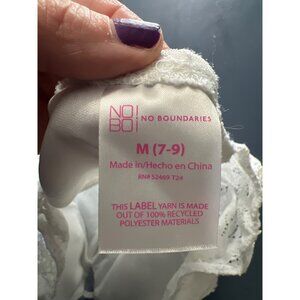 NO
BO
NO BOUNDARIES
M (7-9)
Made in/Hecho en China
RN# 52469 T24
THIS LABEL YARN IS MADE
OUT OF 100% RECYCLED
POLYESTER MATERIALS